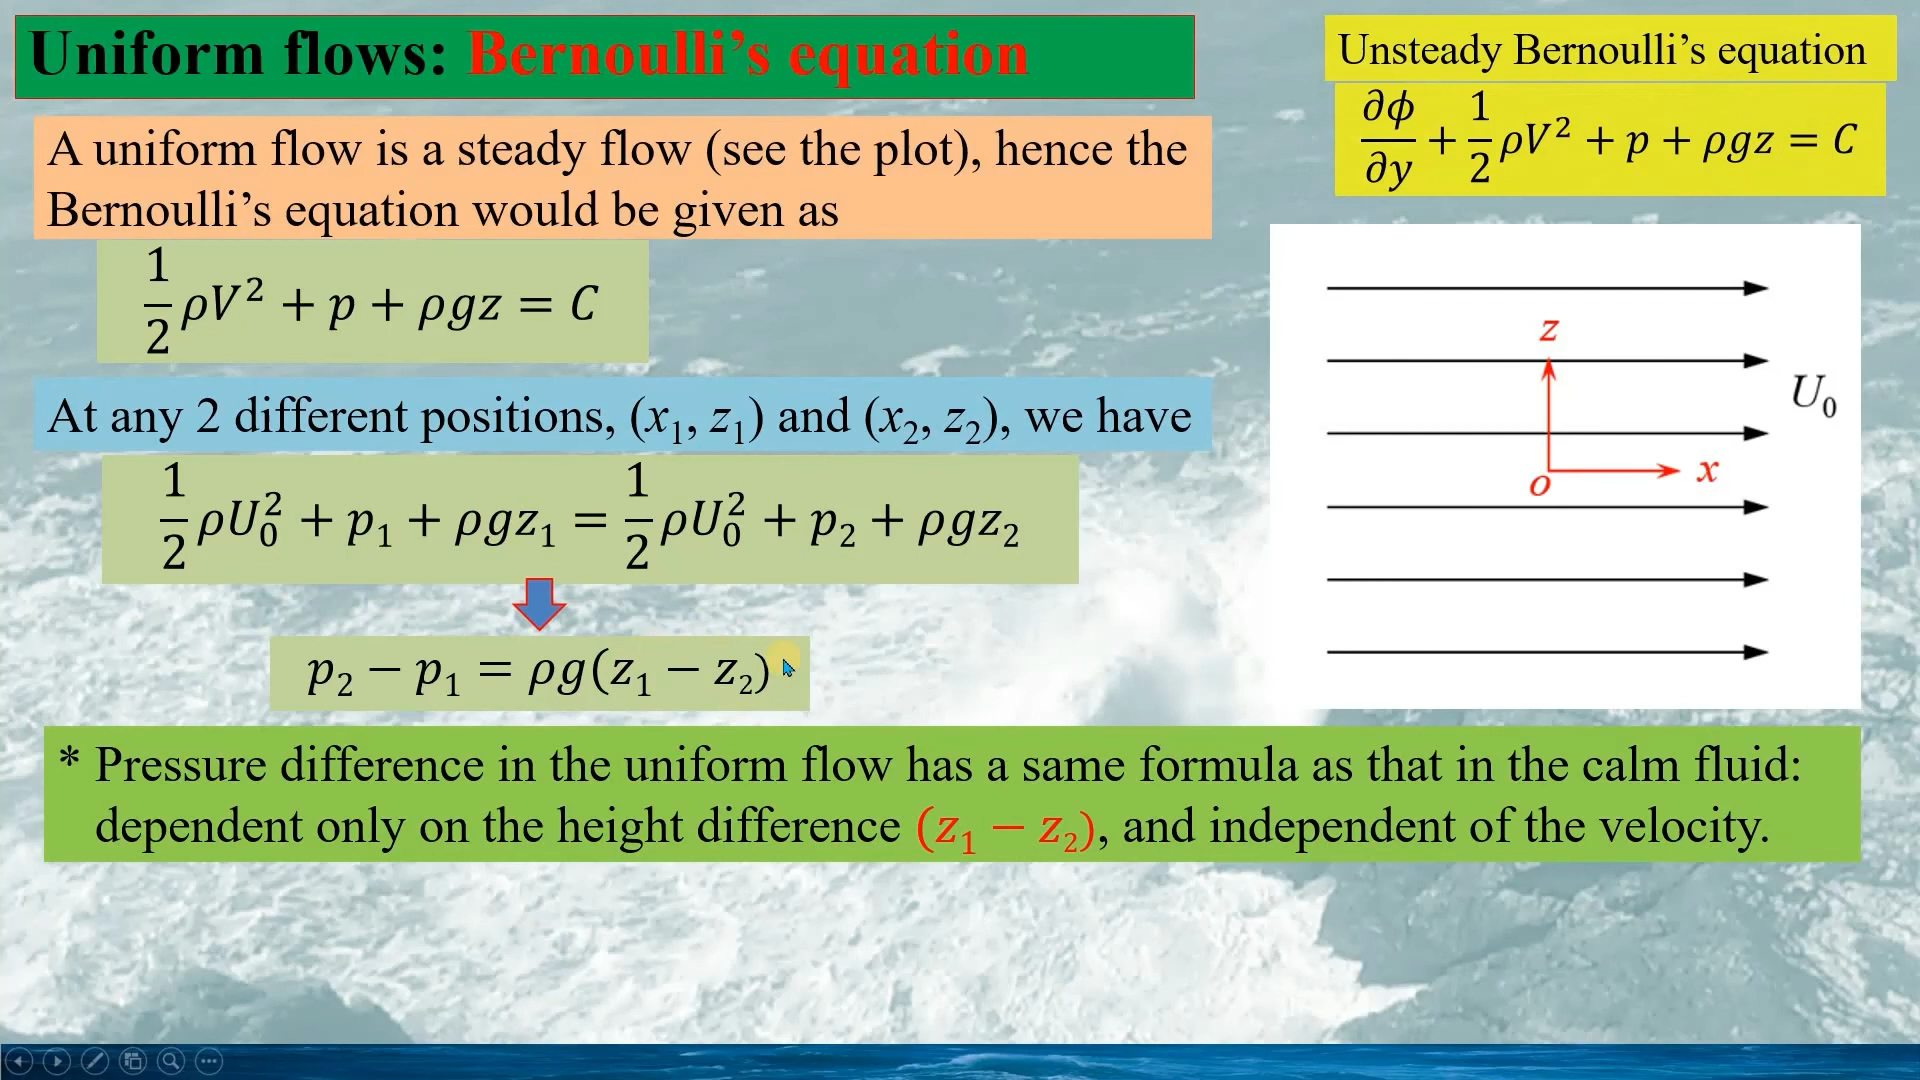 Uniform flows: Bernoulli’s equation
Unsteady Bernoulli’s equation
∂ϕ/∂y + 1/2 ρV² + p + ρgz = C
A uniform flow is a steady flow (see the plot), hence the
Bernoulli’s equation would be given as
1/2 ρV² + p + ρgz = C
At any 2 different positions, (x₁, z₁) and (x₂, z₂), we have
1/2 ρU₀² + p₁ + ρgz₁ = 1/2 ρU₀² + p₂ + ρgz₂
p₂ − p₁ = ρg(z₁ − z₂)
z
U₀
x
o
* Pressure difference in the uniform flow has a same formula as that in the calm fluid:
dependent only on the height difference (z₁ − z₂), and independent of the velocity.